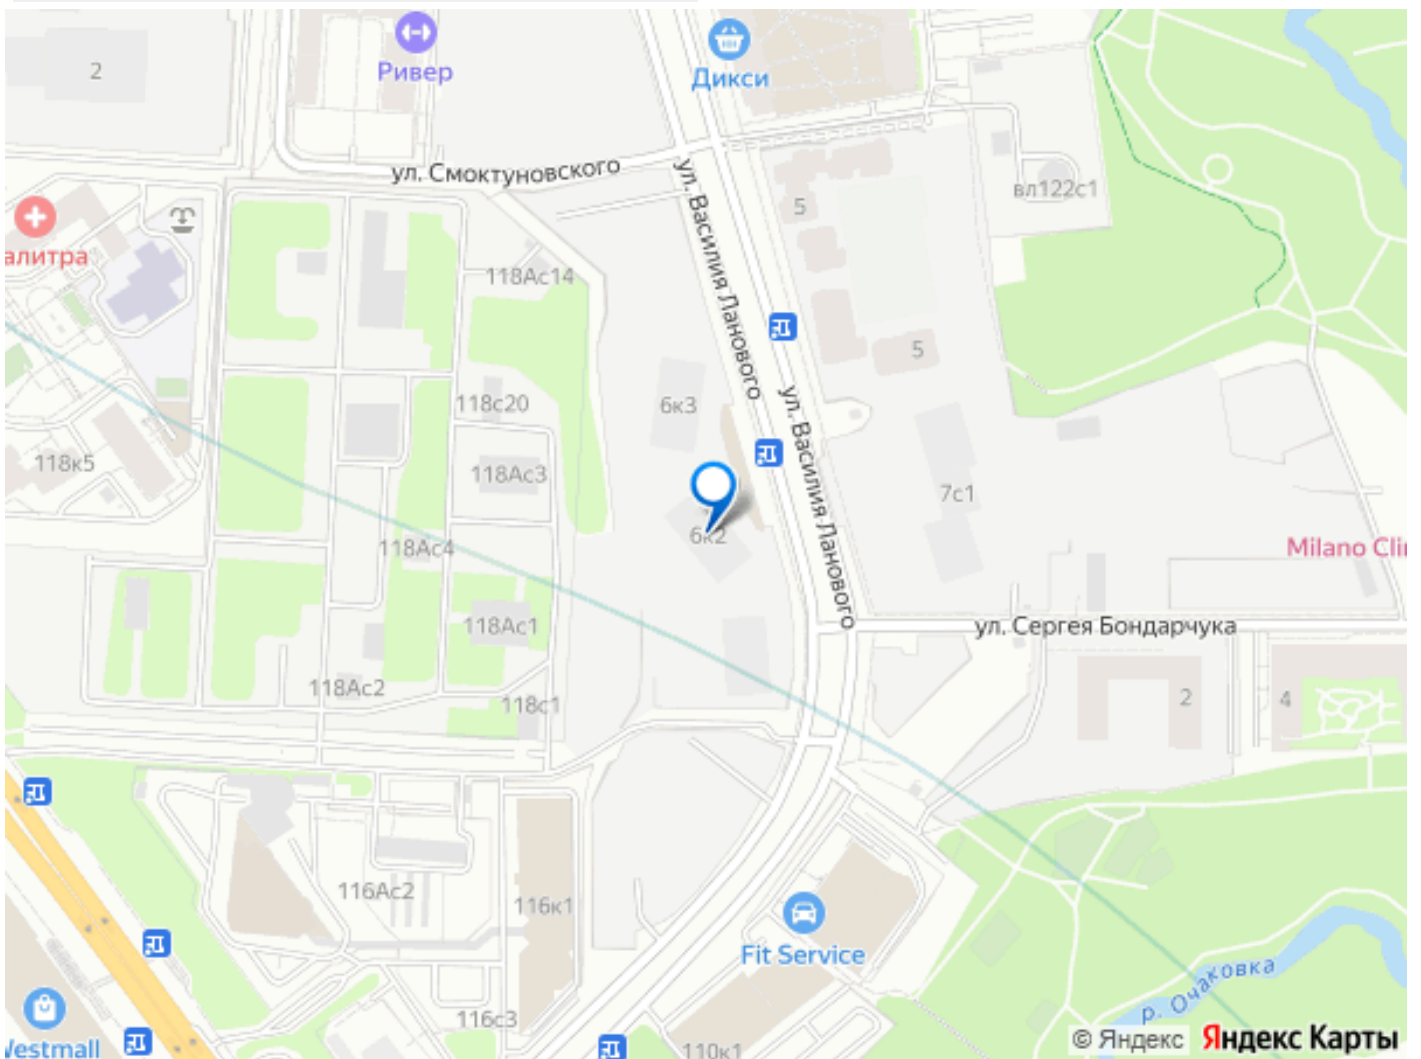 2
Ривер
Дикси
ул. Смоктуновского
вл122с1
5
алитра
118Ас14
ул. Василия Ланового
5
6к3
118с20
ул. Василия Ланового
118к5
118Ас3
7с1
6к2
118Ас4
Milano Clin
118Ас1
ул. Сергея Бондарчука
118Ас2
118с1
2
4
116Ас2
116к1
Fit Service
р. Очаковка
116с3
Westmall
110к1
© Яндекс Яндекс Карты